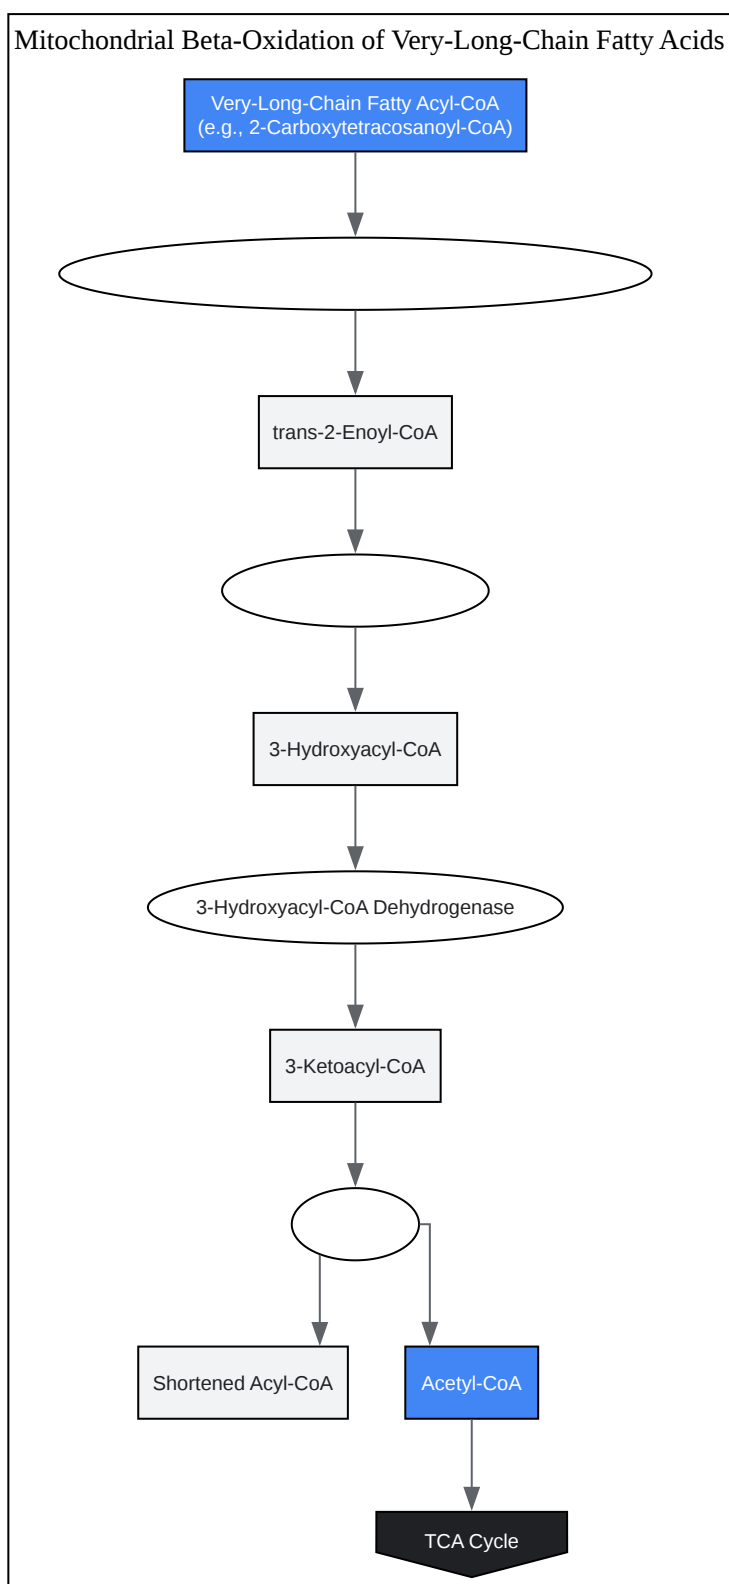 Mitochondrial Beta-Oxidation of Very-Long-Chain Fatty Acids
Very-Long-Chain Fatty Acyl-CoA
(e.g., 2-Carboxytetracosanoyl-CoA)
trans-2-Enoyl-CoA
3-Hydroxyacyl-CoA
3-Hydroxyacyl-CoA Dehydrogenase
3-Ketoacyl-CoA
Shortened Acyl-CoA
Acetyl-CoA
TCA Cycle